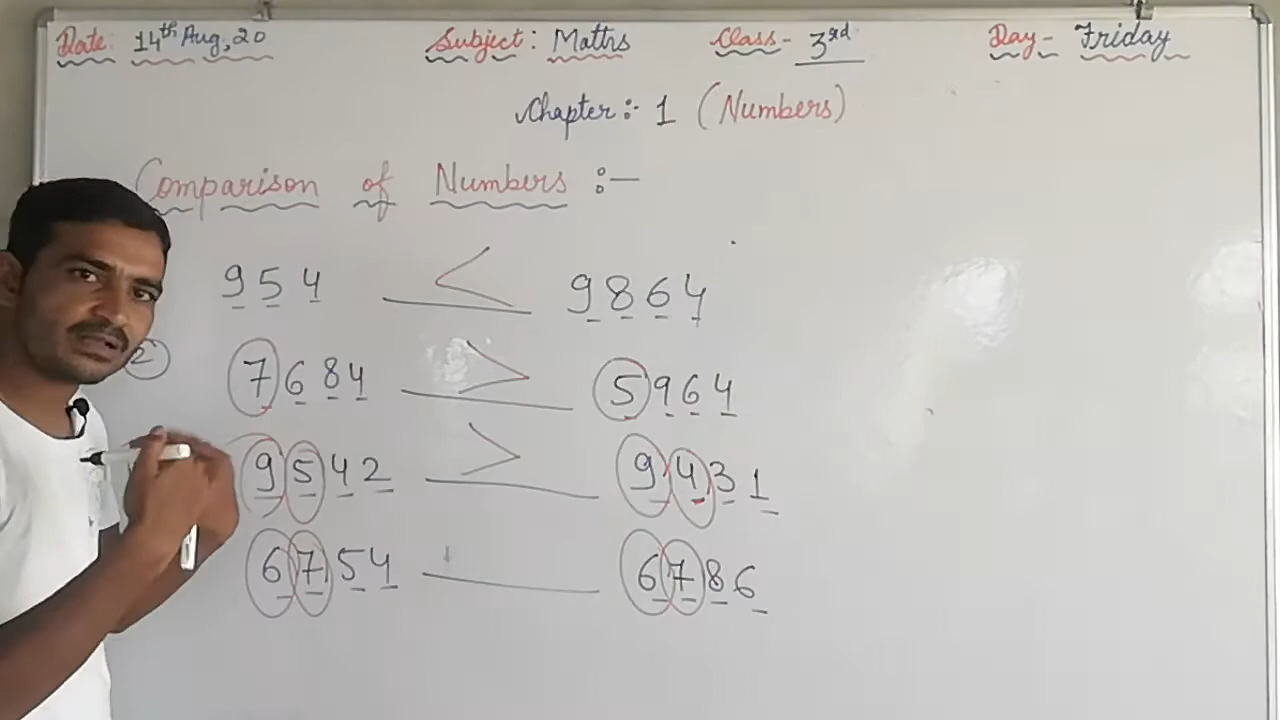 Date: 14th Aug, 20 Subject: Maths Class- 3rd Day- Friday
Chapter:- 1 (Numbers)
Comparison of Numbers :-
954 < 9864
2 7684 > 5964
9542 > 9431
6754 ___ 6786